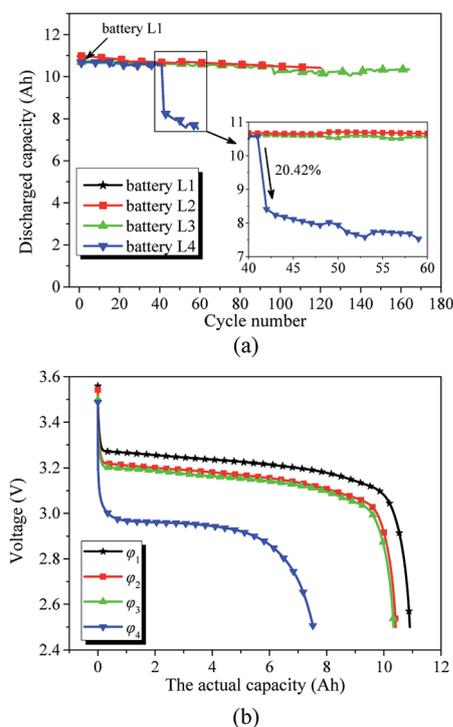 battery L1
Discharged capacity (Ah)
12
10
8
6
4
2
0
battery L1
battery L2
battery L3
battery L4
11
10
9
8
7
20.42%
40 45 50 55 60
0 20 40 60 80 100 120 140 160 180
Cycle number
(a)
Voltage (V)
3.6
3.4
3.2
3.0
2.8
2.6
2.4
φ1
φ2
φ3
φ4
0 2 4 6 8 10 12
The actual capacity (Ah)
(b)